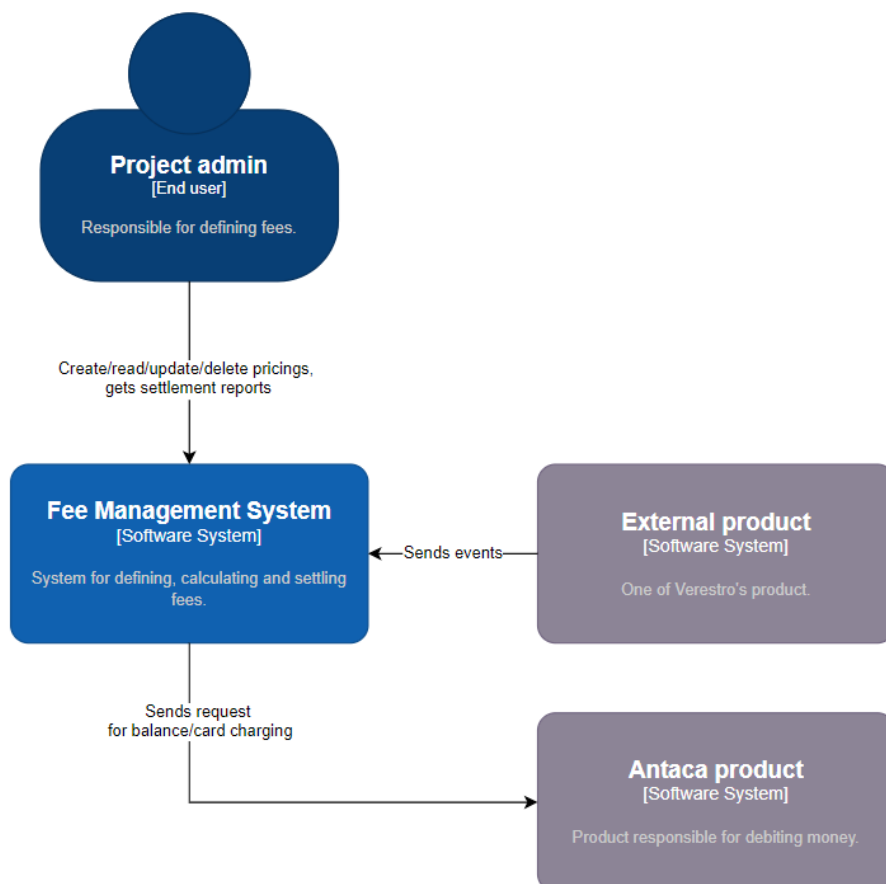 Project admin
[End user]
Responsible for defining fees.
Create/read/update/delete pricings,
gets settlement reports
Fee Management System
[Software System]
System for defining, calculating and settling
fees.
Sends events
External product
[Software System]
One of Verestro's product.
Sends request
for balance/card charging
Antaca product
[Software System]
Product responsible for debiting money.